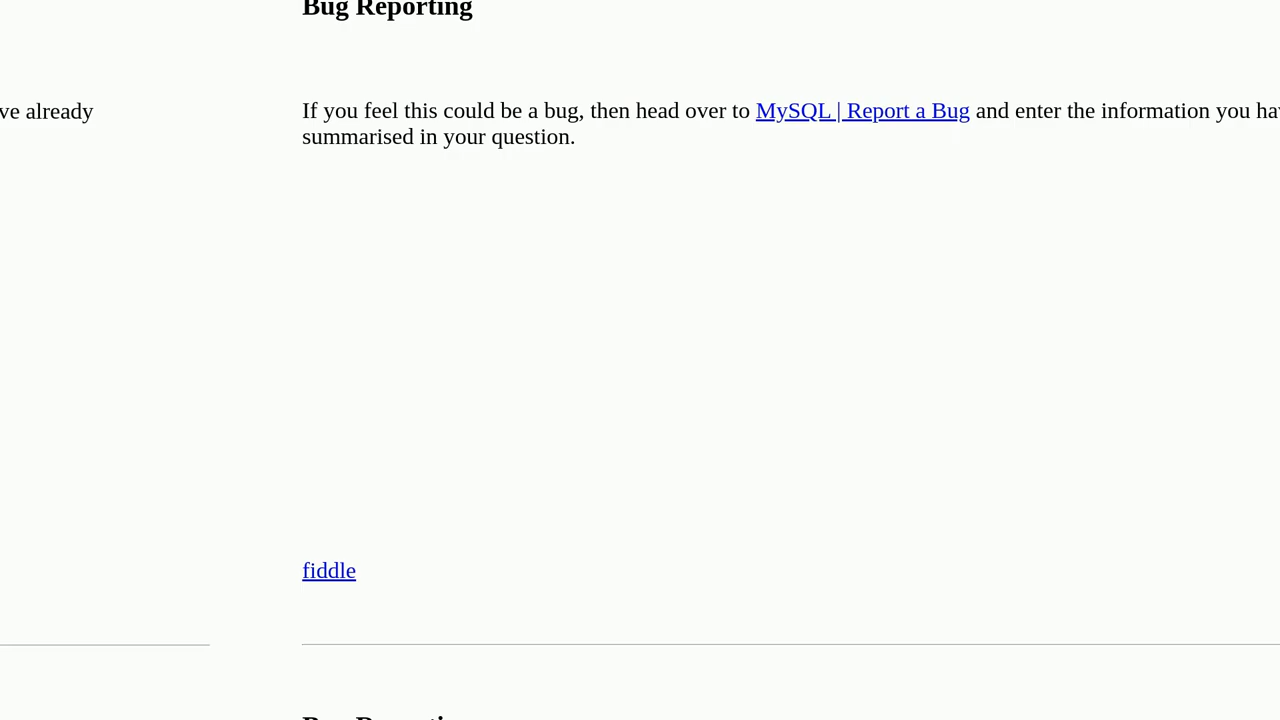 Bug Reporting
ve already
If you feel this could be a bug, then head over to MySQL | Report a Bug and enter the information you
summarised in your question.
fiddle